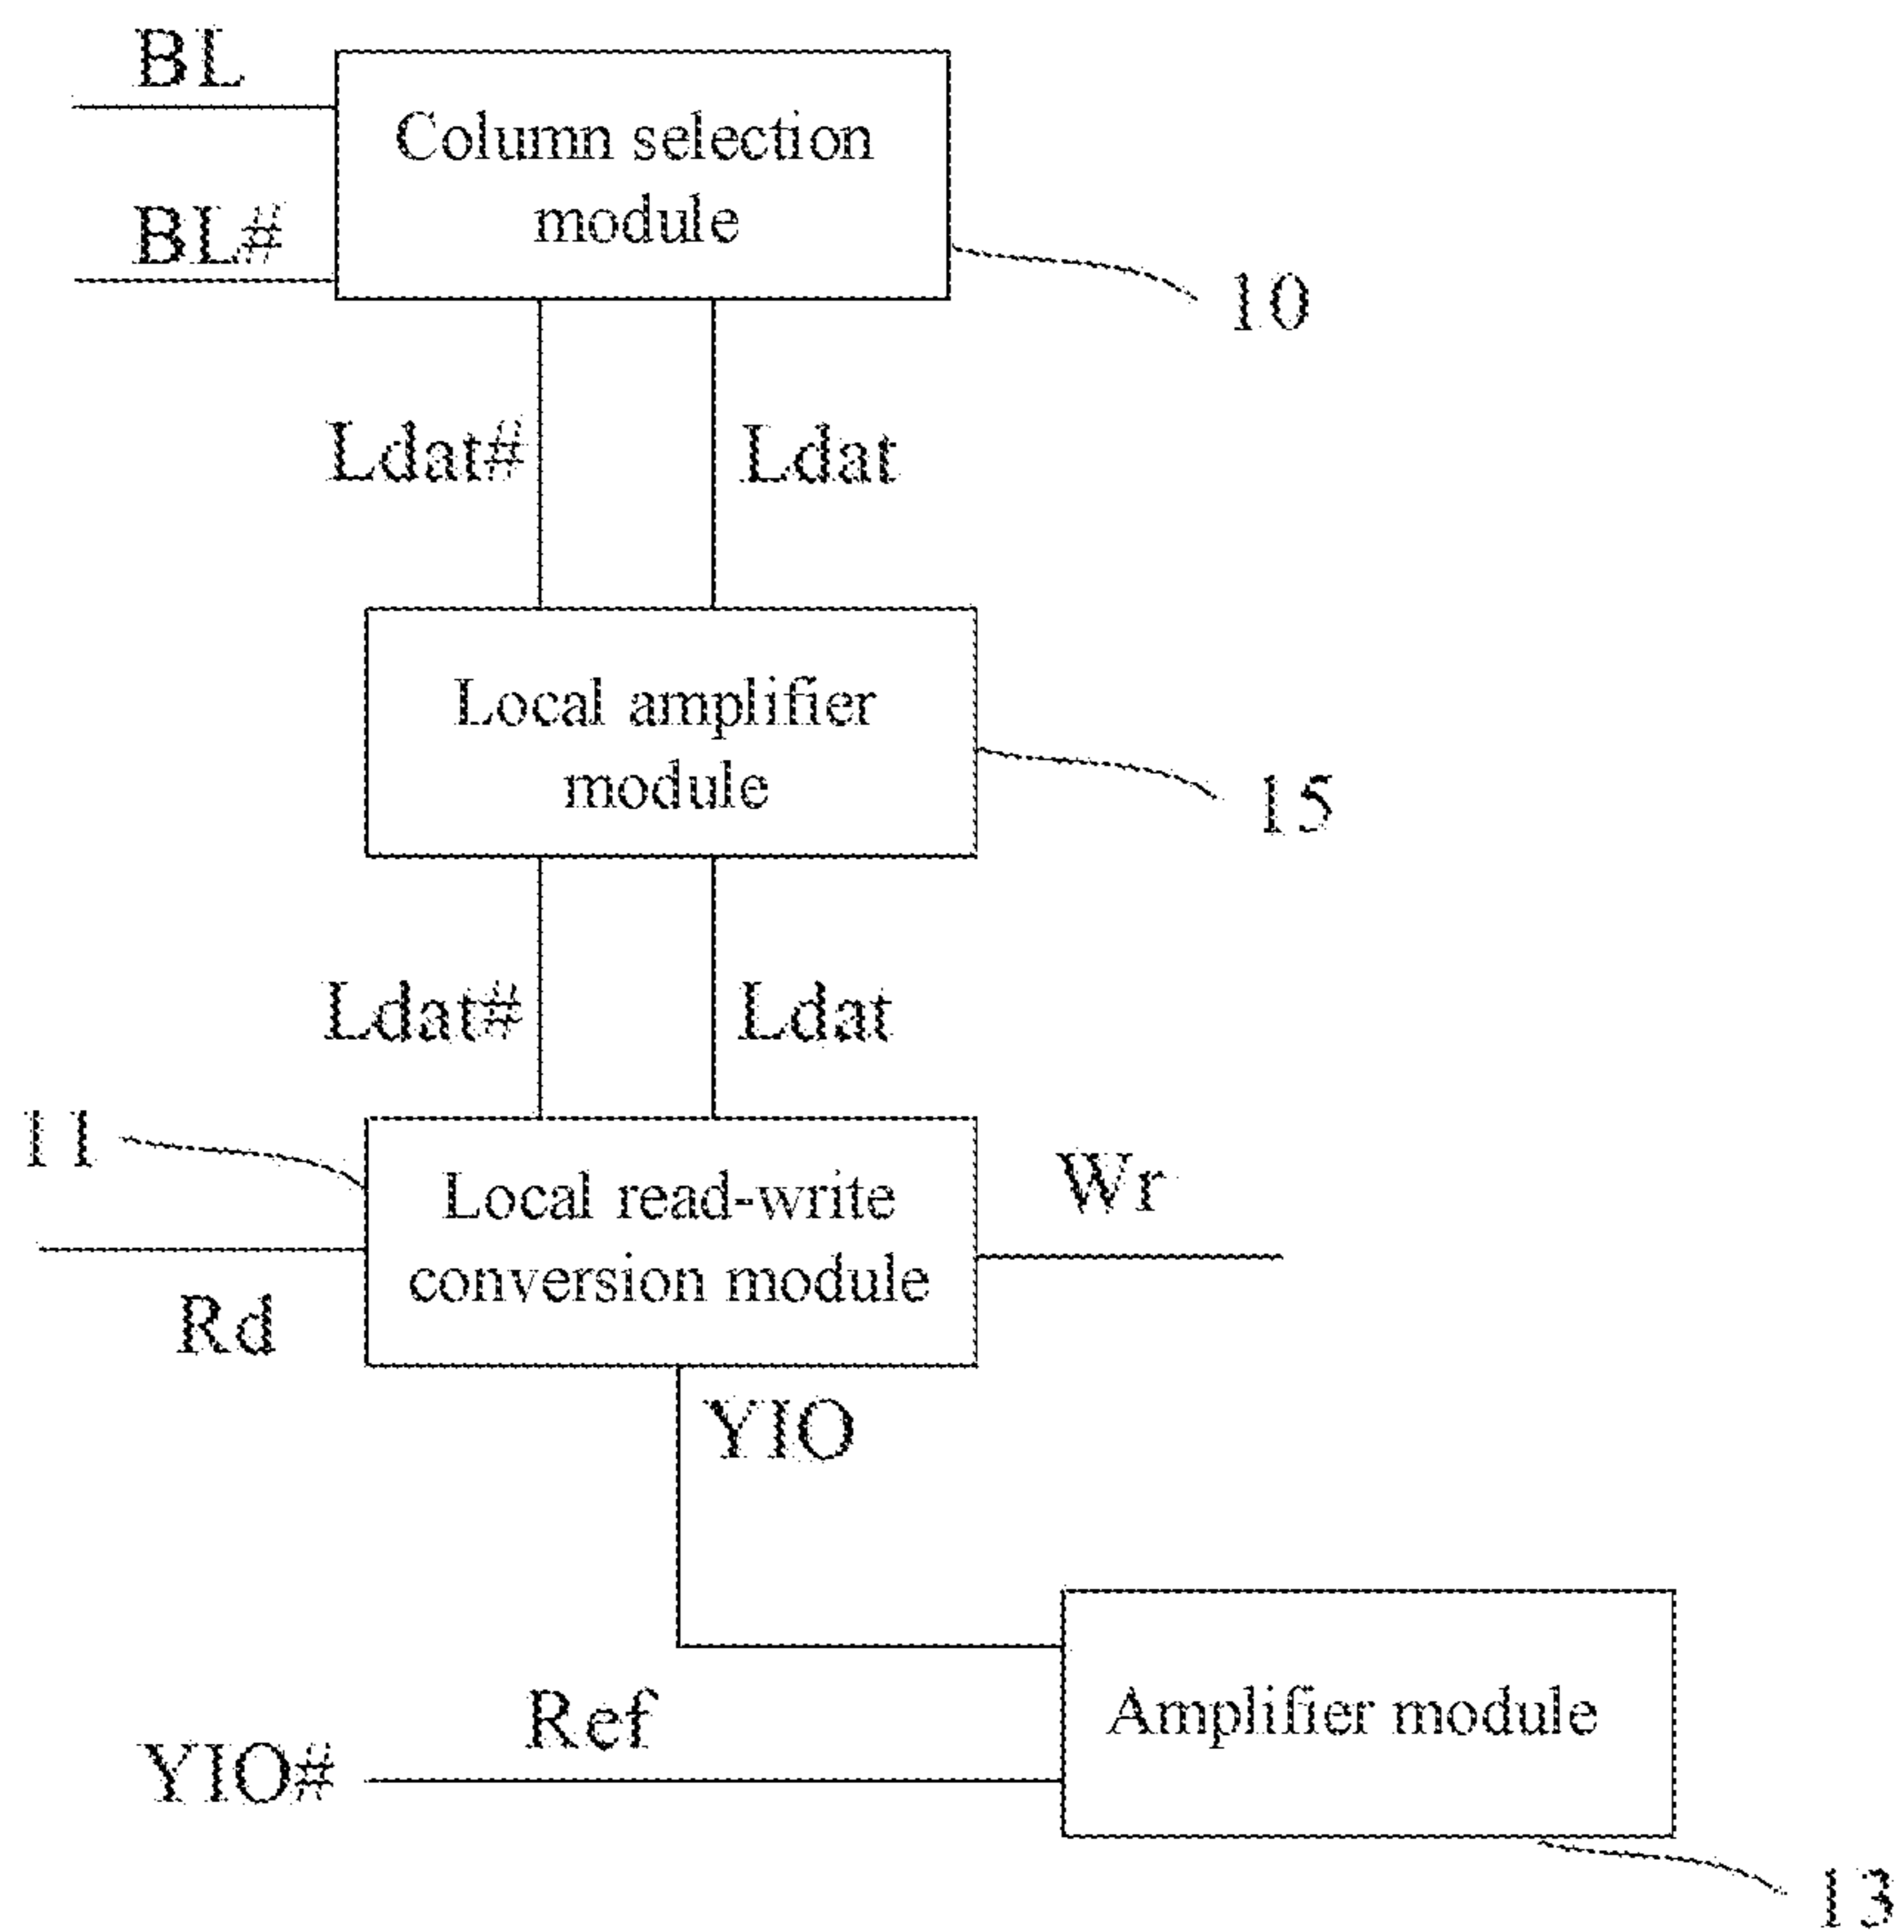 BL
Column selection
module
BL#
10
Ldat#
Ldat
Local amplifier
module
15
Ldat#
Ldat
11
Local read-write
conversion module
Wr
Rd
YIO
Amplifier module
Ref
YIO#
13